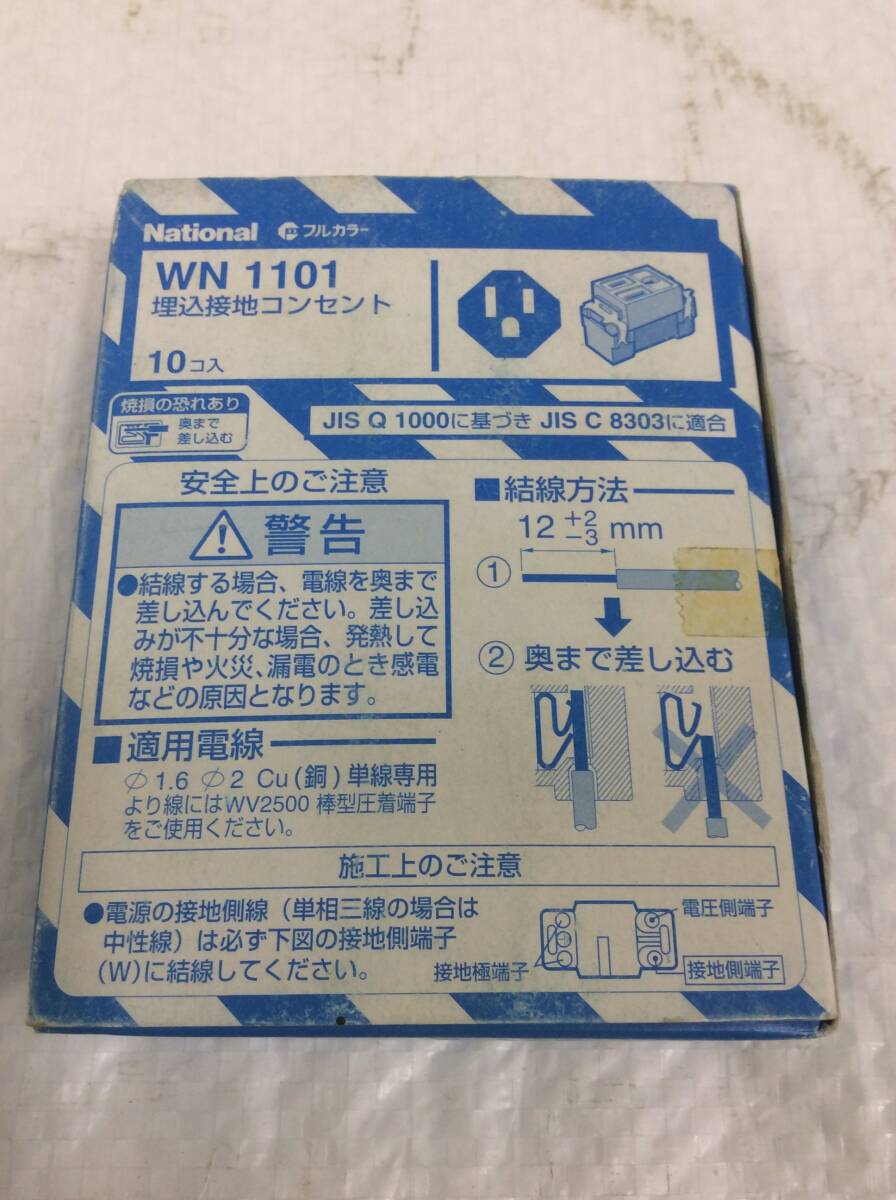 National フルカラー
WN 1101
埋込接地コンセント
10コ入
焼損の恐れあり
奥まで
差し込む
JIS Q 1000に基づき JIS C 8303に適合
安全上のご注意
警告
●結線する場合、電線を奥まで
差し込んでください。差し込
みが不十分な場合、発熱して
焼損や火災、漏電のとき感電
などの原因となります。
■適用電線
φ1.6 φ2 Cu(銅)単線専用
より線にはWV2500 棒型圧着端子
をご使用ください。
■結線方法
12 +2 −3 mm
①
② 奥まで差し込む
施工上のご注意
●電源の接地側線(単相三線の場合は
中性線)は必ず下図の接地側端子
(W)に結線してください。
電圧側端子
接地極端子
接地側端子